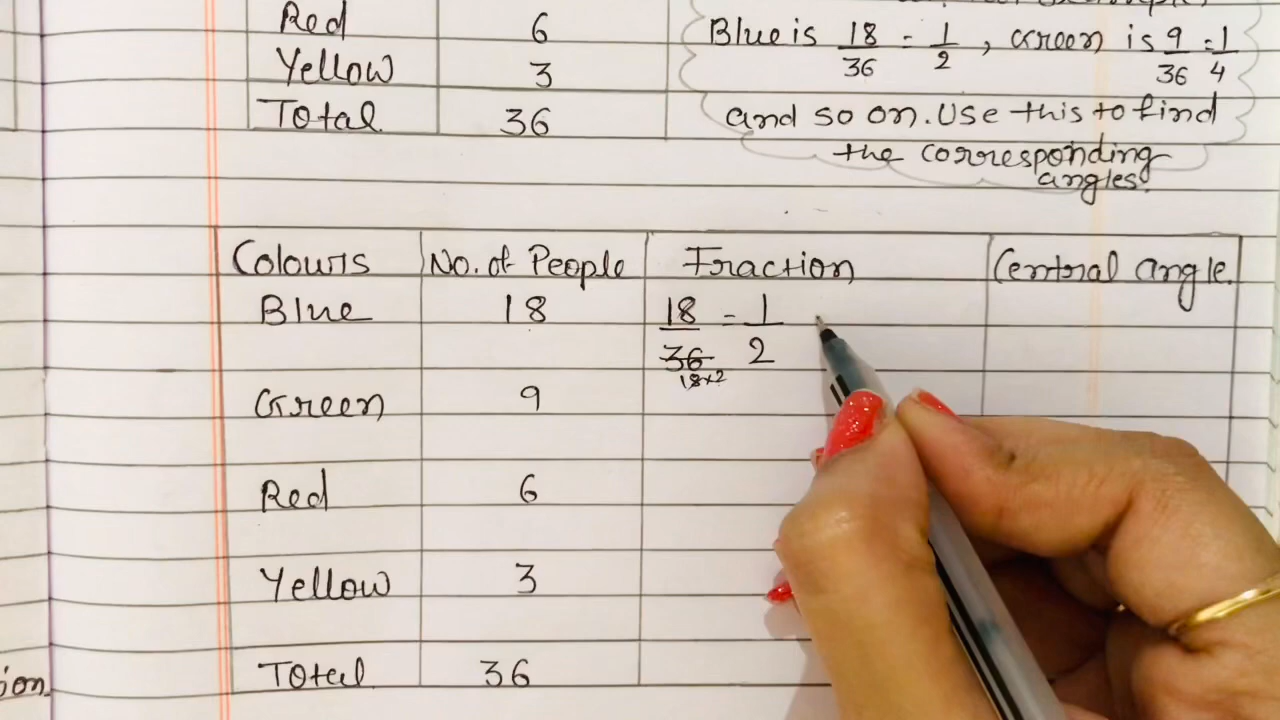 Red 6
Blue is 18/36 = 1/2, Green is 9/36 = 1/4
Yellow 3
Total 36
and so on. Use this to find
the corresponding
angles.
Colours No. of People Fraction Central angle.
Blue 18 18/36 = 1/2
18×2
Green 9
Red 6
Yellow 3
Total 36